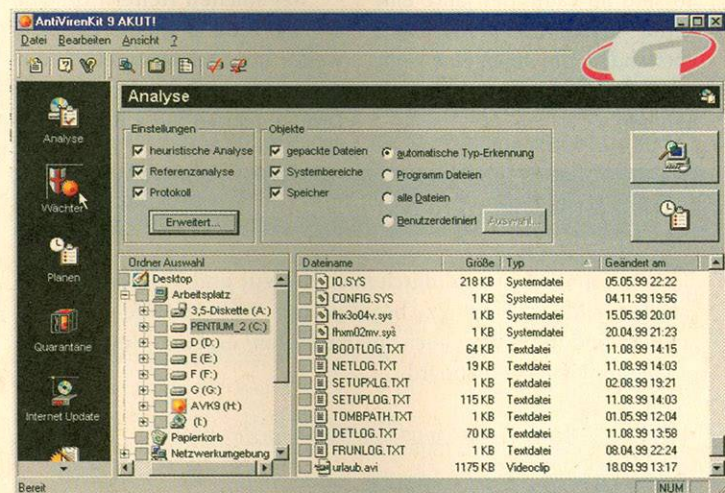 AntiVirenKit 9 AKUT!
Datei Bearbeiten Ansicht ?
G
Analyse
Analyse
Wächter
Planen
Quarantäne
Internet Update
Einstellungen
heuristische Analyse
Referenzanalyse
Protokoll
Erweitert...
Objekte
gepackte Dateien
Systembereiche
Speicher
automatische Typ-Erkennung
Programm Dateien
alle Dateien
Benutzerdefiniert Auswahl...
Ordner Auswahl
Desktop
Arbeitsplatz
3,5-Diskette (A:)
PENTIUM_2 (C:)
D (D:)
E (E:)
F (F:)
G (G:)
AVK9 (H:)
(I:)
Papierkorb
Netzwerkumgebung
Dateiname Größe Typ Geändert am
IO.SYS 218 KB Systemdatei 05.05.99 22:22
CONFIG.SYS 1 KB Systemdatei 04.11.99 19:56
fhx3o04v.sys 1 KB Systemdatei 15.05.98 20:01
fhxm02mv.sys 1 KB Systemdatei 20.04.99 21:23
BOOTLOG.TXT 64 KB Textdatei 11.08.99 14:15
NETLOG.TXT 19 KB Textdatei 11.08.99 14:03
SETUPXLG.TXT 1 KB Textdatei 02.08.99 19:21
SETUPLOG.TXT 115 KB Textdatei 11.08.99 14:03
TOMBPATH.TXT 1 KB Textdatei 01.05.99 12:04
DETLOG.TXT 70 KB Textdatei 11.08.99 13:58
FRUNLOG.TXT 1 KB Textdatei 08.04.99 22:24
urlaub.avi 1175 KB Videoclip 18.09.99 13:17
Bereit NUM